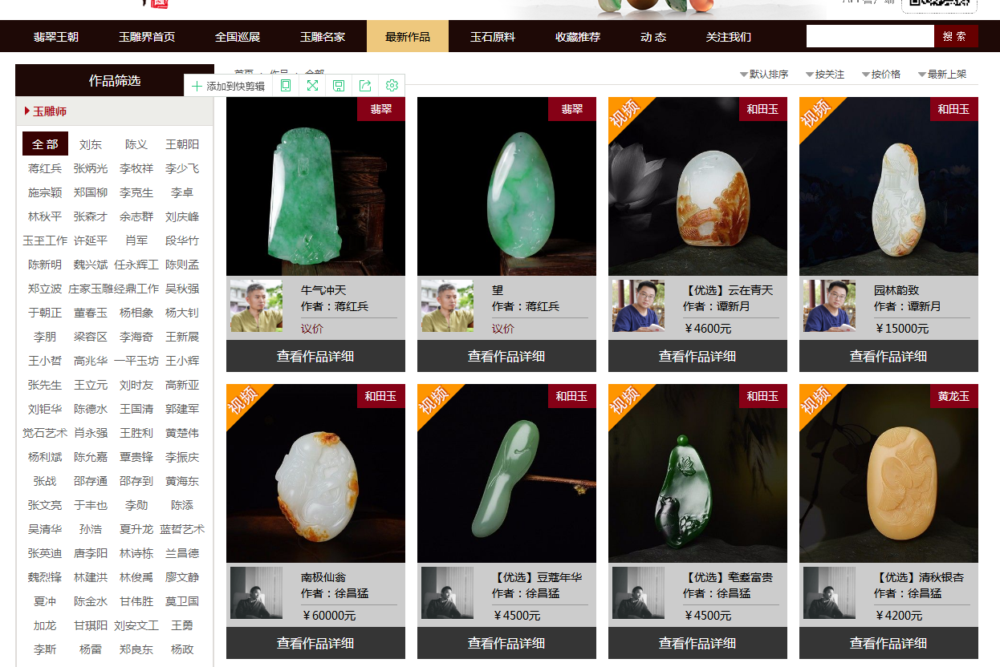 翡翠王朝 玉雕界首页 全国巡展 玉雕名家 最新作品 玉石原料 收藏推荐 动 态 关注我们 搜 索
作品筛选
添加到快剪辑
默认排序 按关注 按价格 最新上架
玉雕师
全 部 刘东 陈义 王朝阳
蒋红兵 张炳光 李牧祥 李少飞
施宗颖 郑国柳 李克生 李卓
林秋平 张森才 余志群 刘庆峰
玉玊工作 许延平 肖军 段华竹
陈新明 魏兴斌 任永辉工 陈则孟
郑立波 庄家玉雕 经鼎工作 吴秋强
于朝正 董春玉 杨相象 杨大钊
李朋 梁容区 李海奇 王新展
王小哲 高兆华 一平玉坊 王小辉
张先生 王立元 刘时友 高新亚
刘钜华 陈德水 王国清 郭建军
觉石艺术 肖永强 王胜利 黄楚伟
杨利斌 陈允嘉 覃贵锋 李振庆
张战 邵存通 邵存到 黄海东
张文亮 于丰也 李勋 陈添
吴清华 孙浩 夏升龙 蓝哲艺术
张英迪 唐李阳 林诗栋 兰昌德
魏烈锋 林建洪 林俊禹 廖文静
夏冲 陈金水 甘伟胜 莫卫国
加龙 甘琪阳 刘安文工 王勇
李斯 杨雷 郑良东 杨政
翡翠
牛气冲天
作者：蒋红兵
议价
查看作品详细
翡翠
望
作者：蒋红兵
议价
查看作品详细
视频
和田玉
【优选】云在青天
作者：谭新月
￥4600元
查看作品详细
视频
和田玉
园林韵致
作者：谭新月
￥15000元
查看作品详细
视频
和田玉
南极仙翁
作者：徐昌猛
￥60000元
查看作品详细
视频
和田玉
【优选】豆蔻年华
作者：徐昌猛
￥4500元
查看作品详细
视频
和田玉
【优选】耄耋富贵
作者：徐昌猛
￥4500元
查看作品详细
视频
黄龙玉
【优选】清秋银杏
作者：徐昌猛
￥4200元
查看作品详细